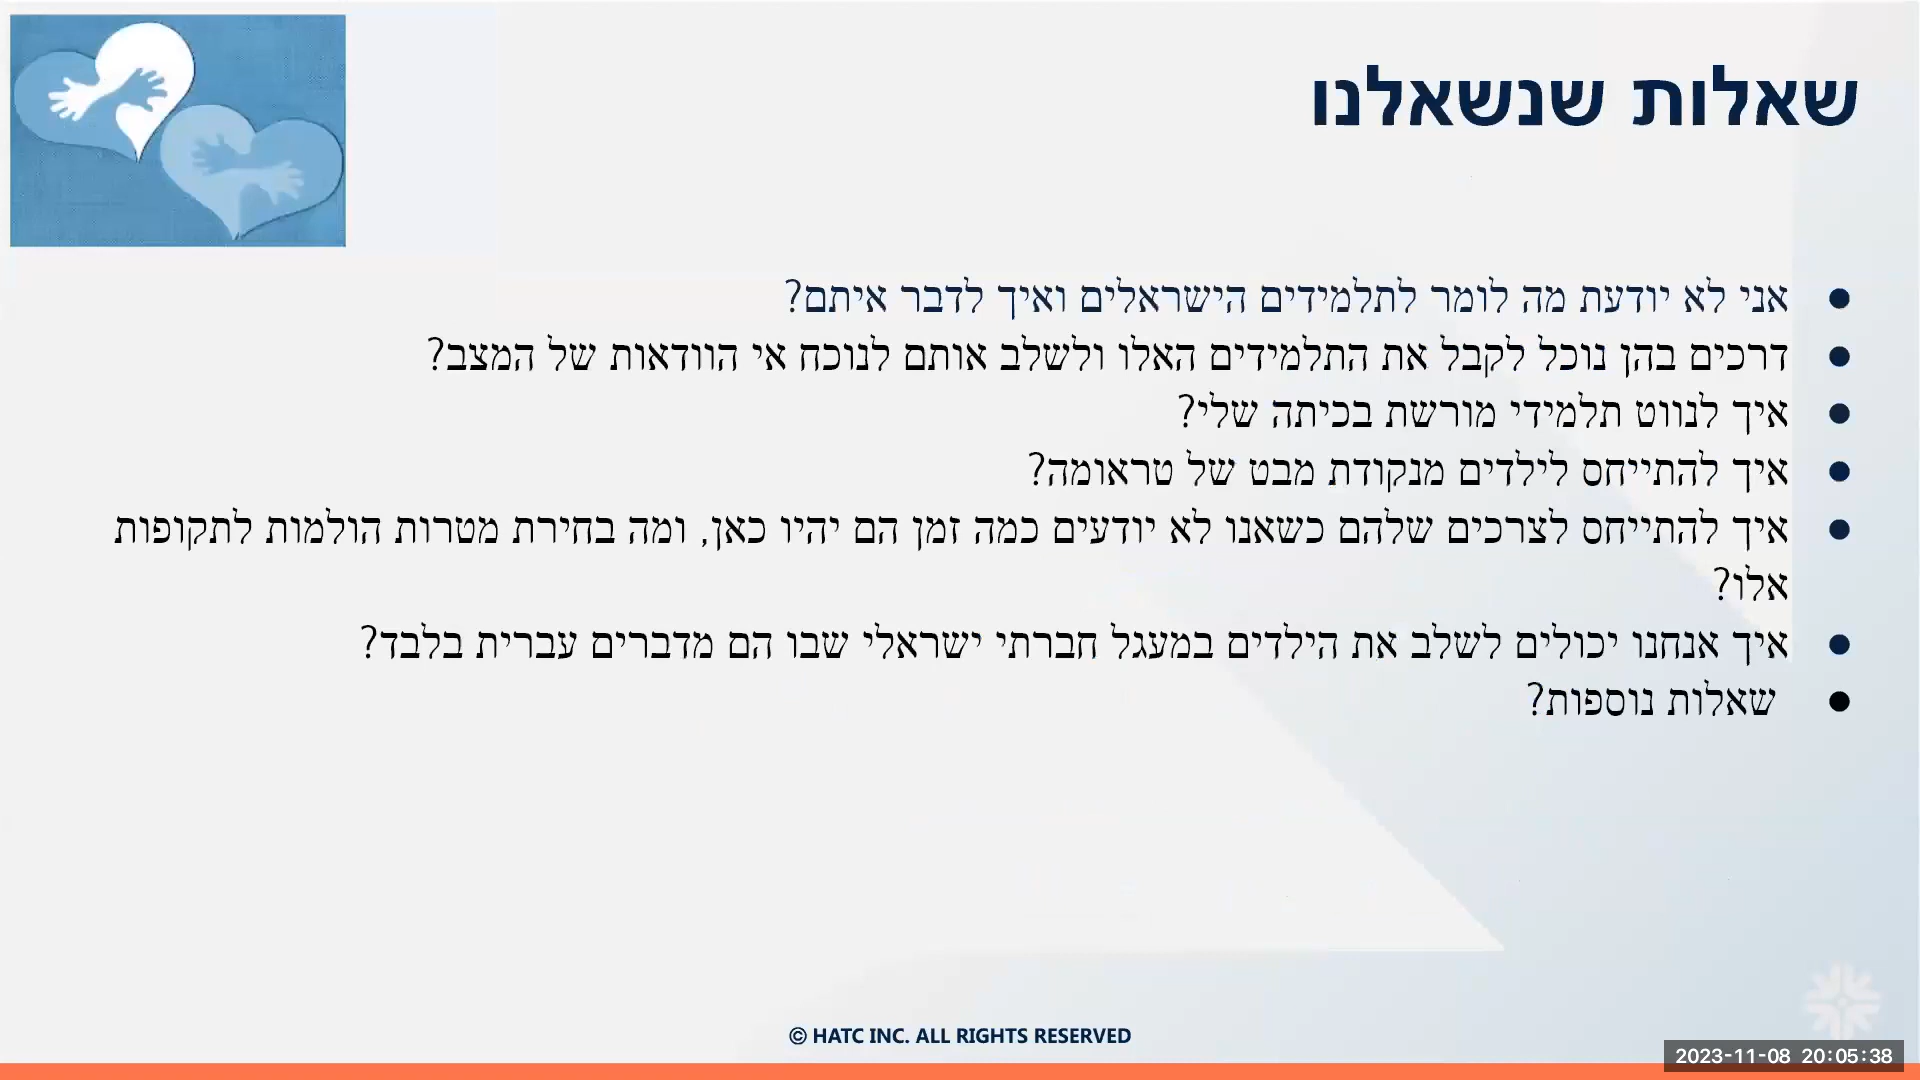 שאלות שנשאלנו
אני לא יודעת מה לומר לתלמידים הישראלים ואיך לדבר איתם?
דרכים בהן נוכל לקבל את התלמידים האלו ולשלב אותם לנוכח אי הוודאות של המצב?
איך לנווט תלמידי מורשת בכיתה שלי?
איך להתייחס לילדים מנקודת מבט של טראומה?
איך להתייחס לצרכים שלהם כשאנו לא יודעים כמה זמן הם יהיו כאן, ומה בחירת מטרות הולמות לתקופות
אלו?
איך אנחנו יכולים לשלב את הילדים במעגל חברתי ישראלי שבו הם מדברים עברית בלבד?
שאלות נוספות?
© HATC INC. ALL RIGHTS RESERVED
2023-11-08 20:05:38